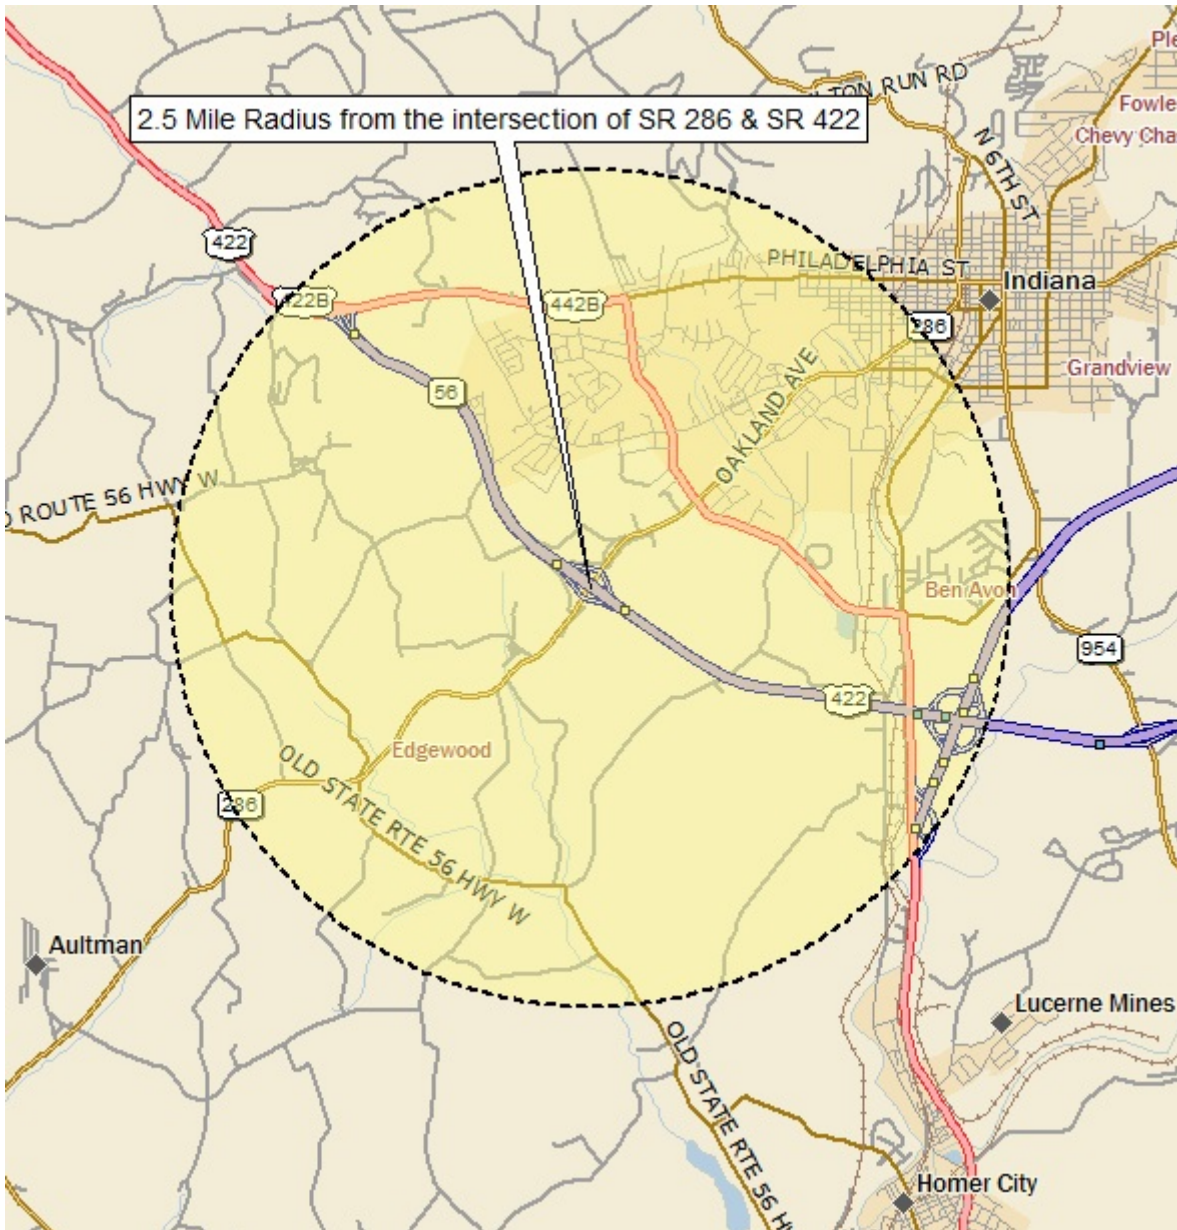 Ple
LTON RUN RD
Fowle
2.5 Mile Radius from the intersection of SR 286 & SR 422
Chevy Cha
N 6TH ST
422
PHILADELPHIA ST
Indiana
422B
442B
286
Grandview
56
OAKLAND AVE
D ROUTE 56 HWY W
Ben Avon
954
422
Edgewood
OLD STATE RTE 56 HWY W
286
Aultman
Lucerne Mines
OLD STATE RTE 56 H
Homer City